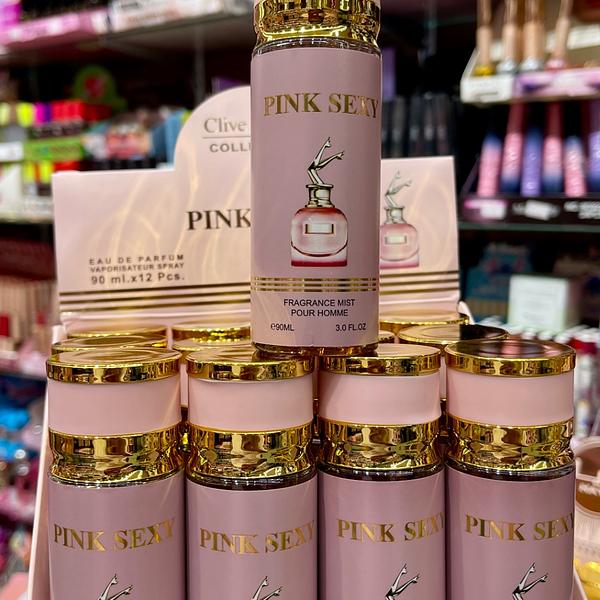 PINK SEXY
FRAGRANCE MIST
POUR HOMME
e90ML 3.0 FL.OZ
Clive
COLLE
PINK
EAU DE PARFUM
VAPORISATEUR SPRAY
90 ml.x12 Pcs.
PINK SEXY
PINK SEXY
PINK SEXY
PINK SEXY